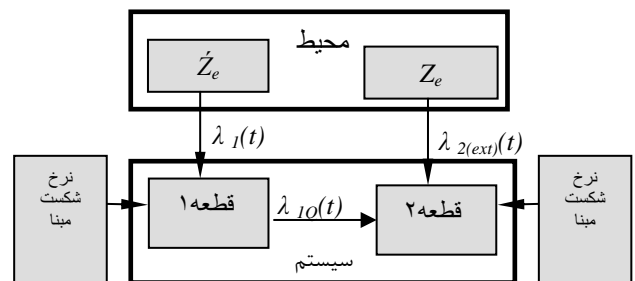 محیط
Źₑ
Zₑ
λ ₁(t)
λ ₂₍ₑₓₜ₎(t)
نرخ
شکست
مبنا
قطعه۱
λ ₁O(t)
قطعه۲
نرخ
شکست
مبنا
سیستم